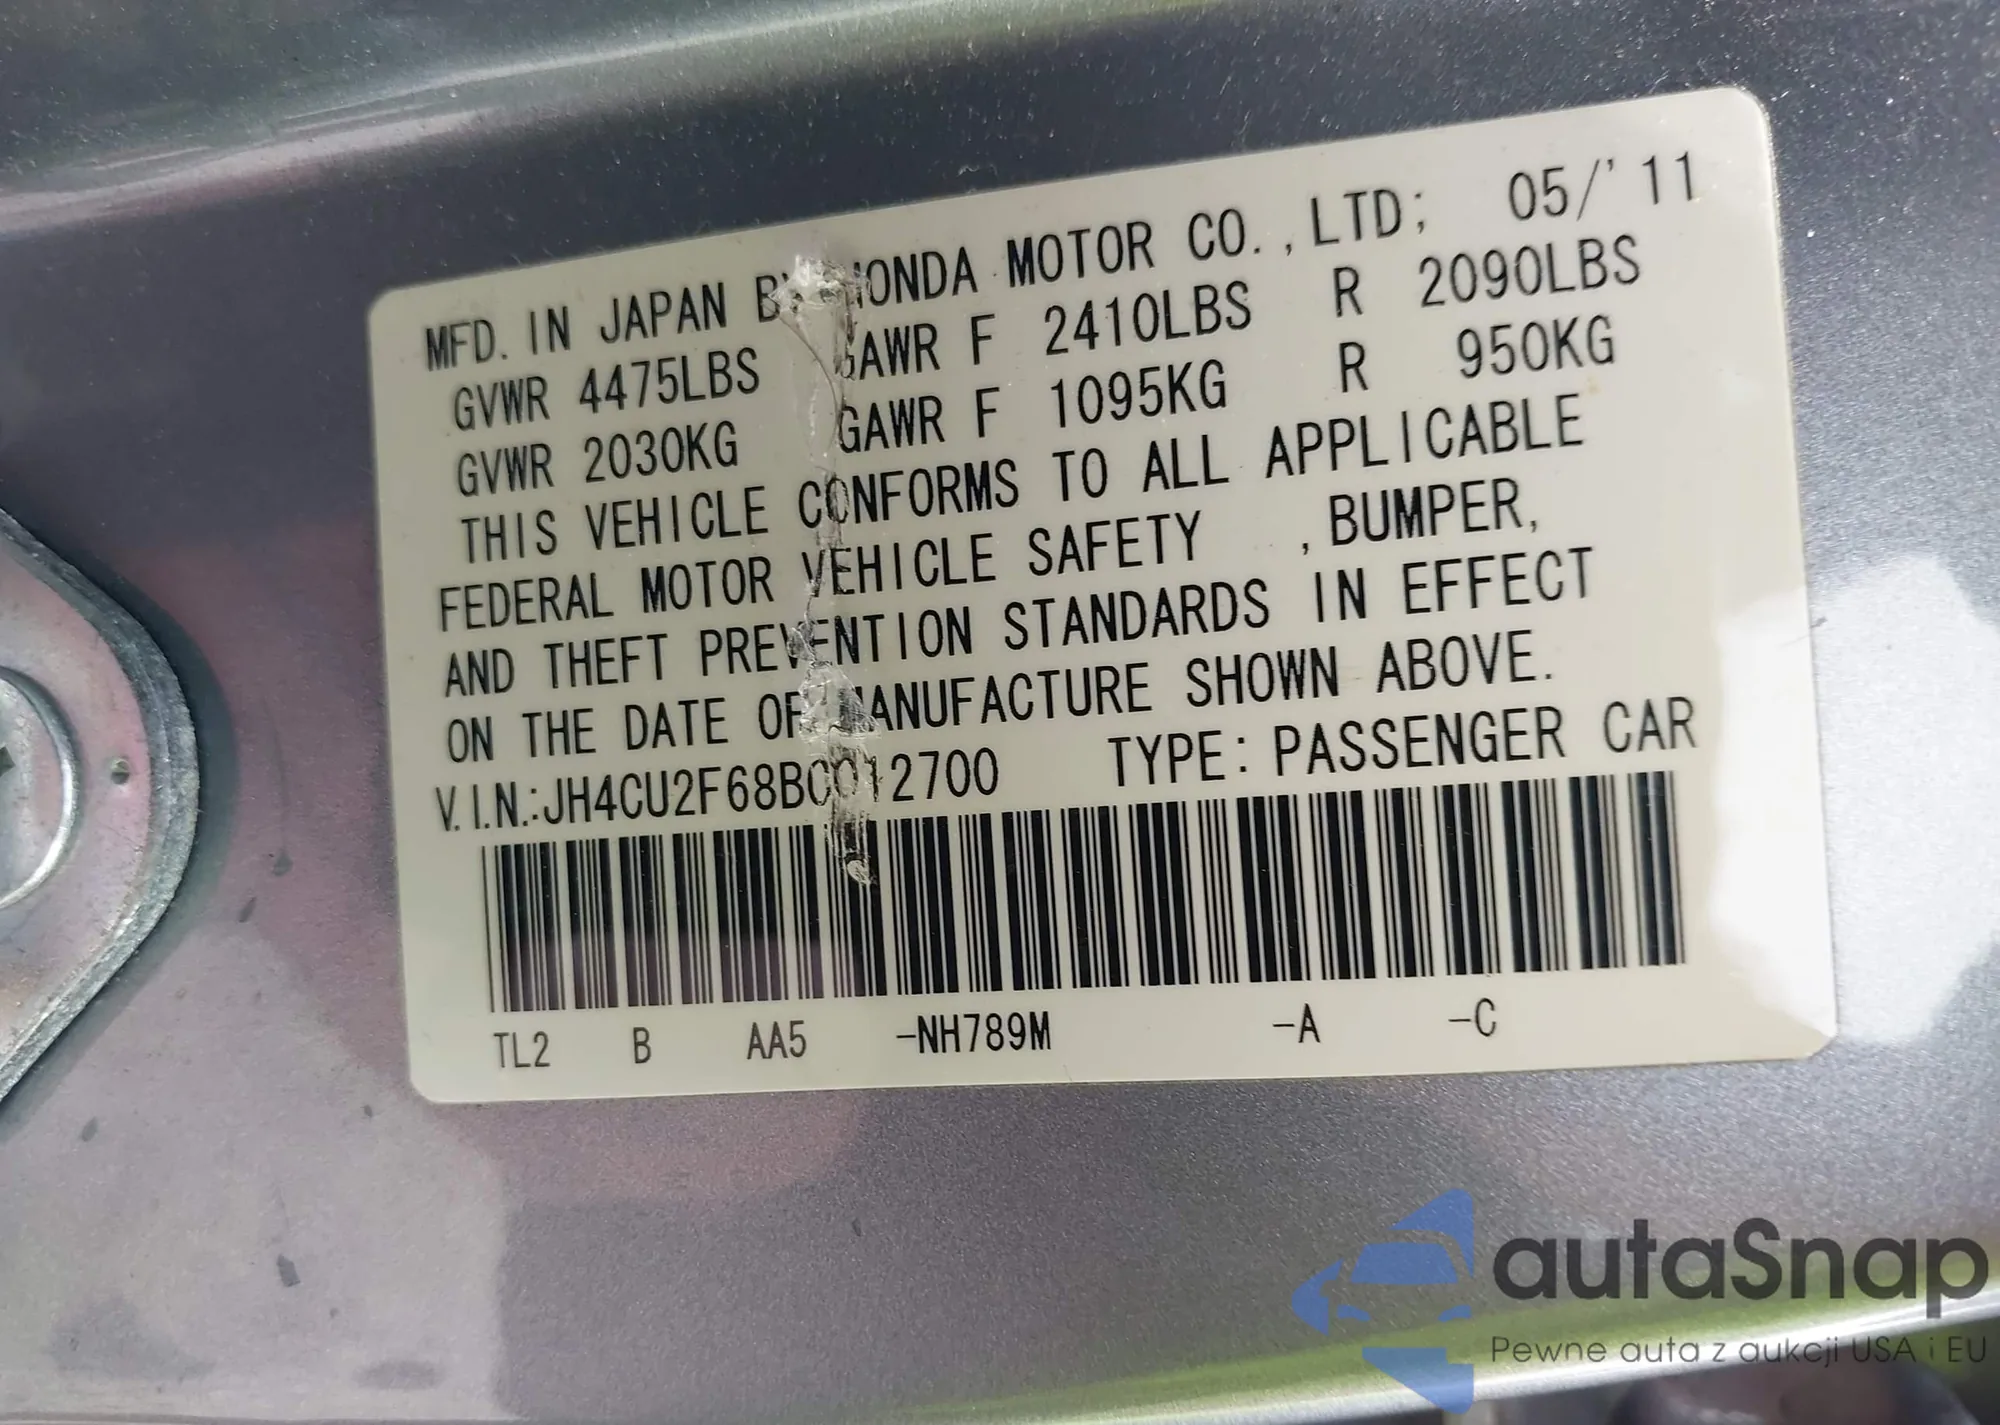 MFD. IN JAPAN BY HONDA MOTOR CO.,LTD; 05/'11
GVWR 4475LBS GAWR F 2410LBS R 2090LBS
GVWR 2030KG GAWR F 1095KG R 950KG
THIS VEHICLE CONFORMS TO ALL APPLICABLE
FEDERAL MOTOR VEHICLE SAFETY ,BUMPER,
AND THEFT PREVENTION STANDARDS IN EFFECT
ON THE DATE OF MANUFACTURE SHOWN ABOVE.
V.I.N.:JH4CU2F68BC012700 TYPE:PASSENGER CAR
TL2 B AA5 -NH789M -A -C
autaSnap
Pewne auta z aukcji USA i EU